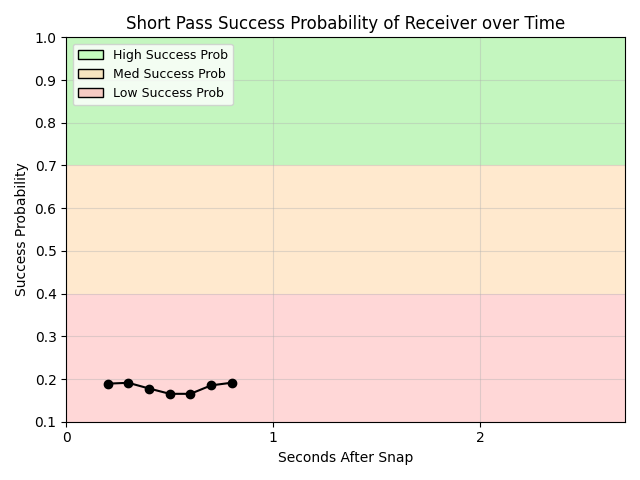 Short Pass Success Probability of Receiver over Time
High Success Prob
Med Success Prob
Low Success Prob
Success Probability
1.0
0.9
0.8
0.7
0.6
0.5
0.4
0.3
0.2
0.1
0 1 2
Seconds After Snap